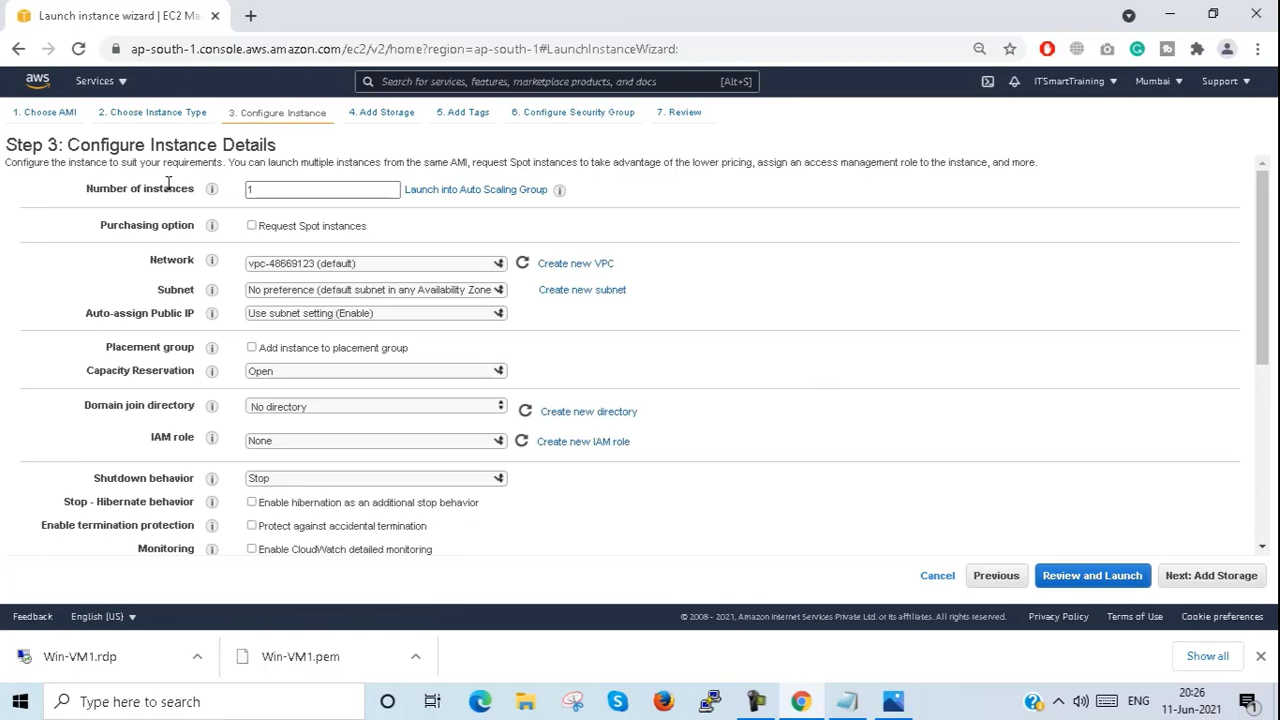 Launch instance wizard | EC2 Ma
ap-south-1.console.aws.amazon.com/ec2/v2/home?region=ap-south-1#LaunchInstanceWizard:
aws Services Search for services, features, marketplace products, and docs [Alt+S] ITSmartTraining Mumbai Support
1. Choose AMI 2. Choose Instance Type 3. Configure Instance 4. Add Storage 5. Add Tags 6. Configure Security Group 7. Review
Step 3: Configure Instance Details
Configure the instance to suit your requirements. You can launch multiple instances from the same AMI, request Spot instances to take advantage of the lower pricing, assign an access management role to the instance, and more.
Number of instances 1 Launch into Auto Scaling Group
Purchasing option Request Spot instances
Network vpc-48669123 (default) Create new VPC
Subnet No preference (default subnet in any Availability Zone Create new subnet
Auto-assign Public IP Use subnet setting (Enable)
Placement group Add instance to placement group
Capacity Reservation Open
Domain join directory No directory Create new directory
IAM role None Create new IAM role
Shutdown behavior Stop
Stop - Hibernate behavior Enable hibernation as an additional stop behavior
Enable termination protection Protect against accidental termination
Monitoring Enable CloudWatch detailed monitoring
Cancel Previous Review and Launch Next: Add Storage
Feedback English (US) © 2008 - 2021, Amazon Internet Services Private Ltd. or its affiliates. All rights reserved. Privacy Policy Terms of Use Cookie preferences
Win-VM1.rdp Win-VM1.pem Show all
Type here to search ENG 20:26
11-Jun-2021